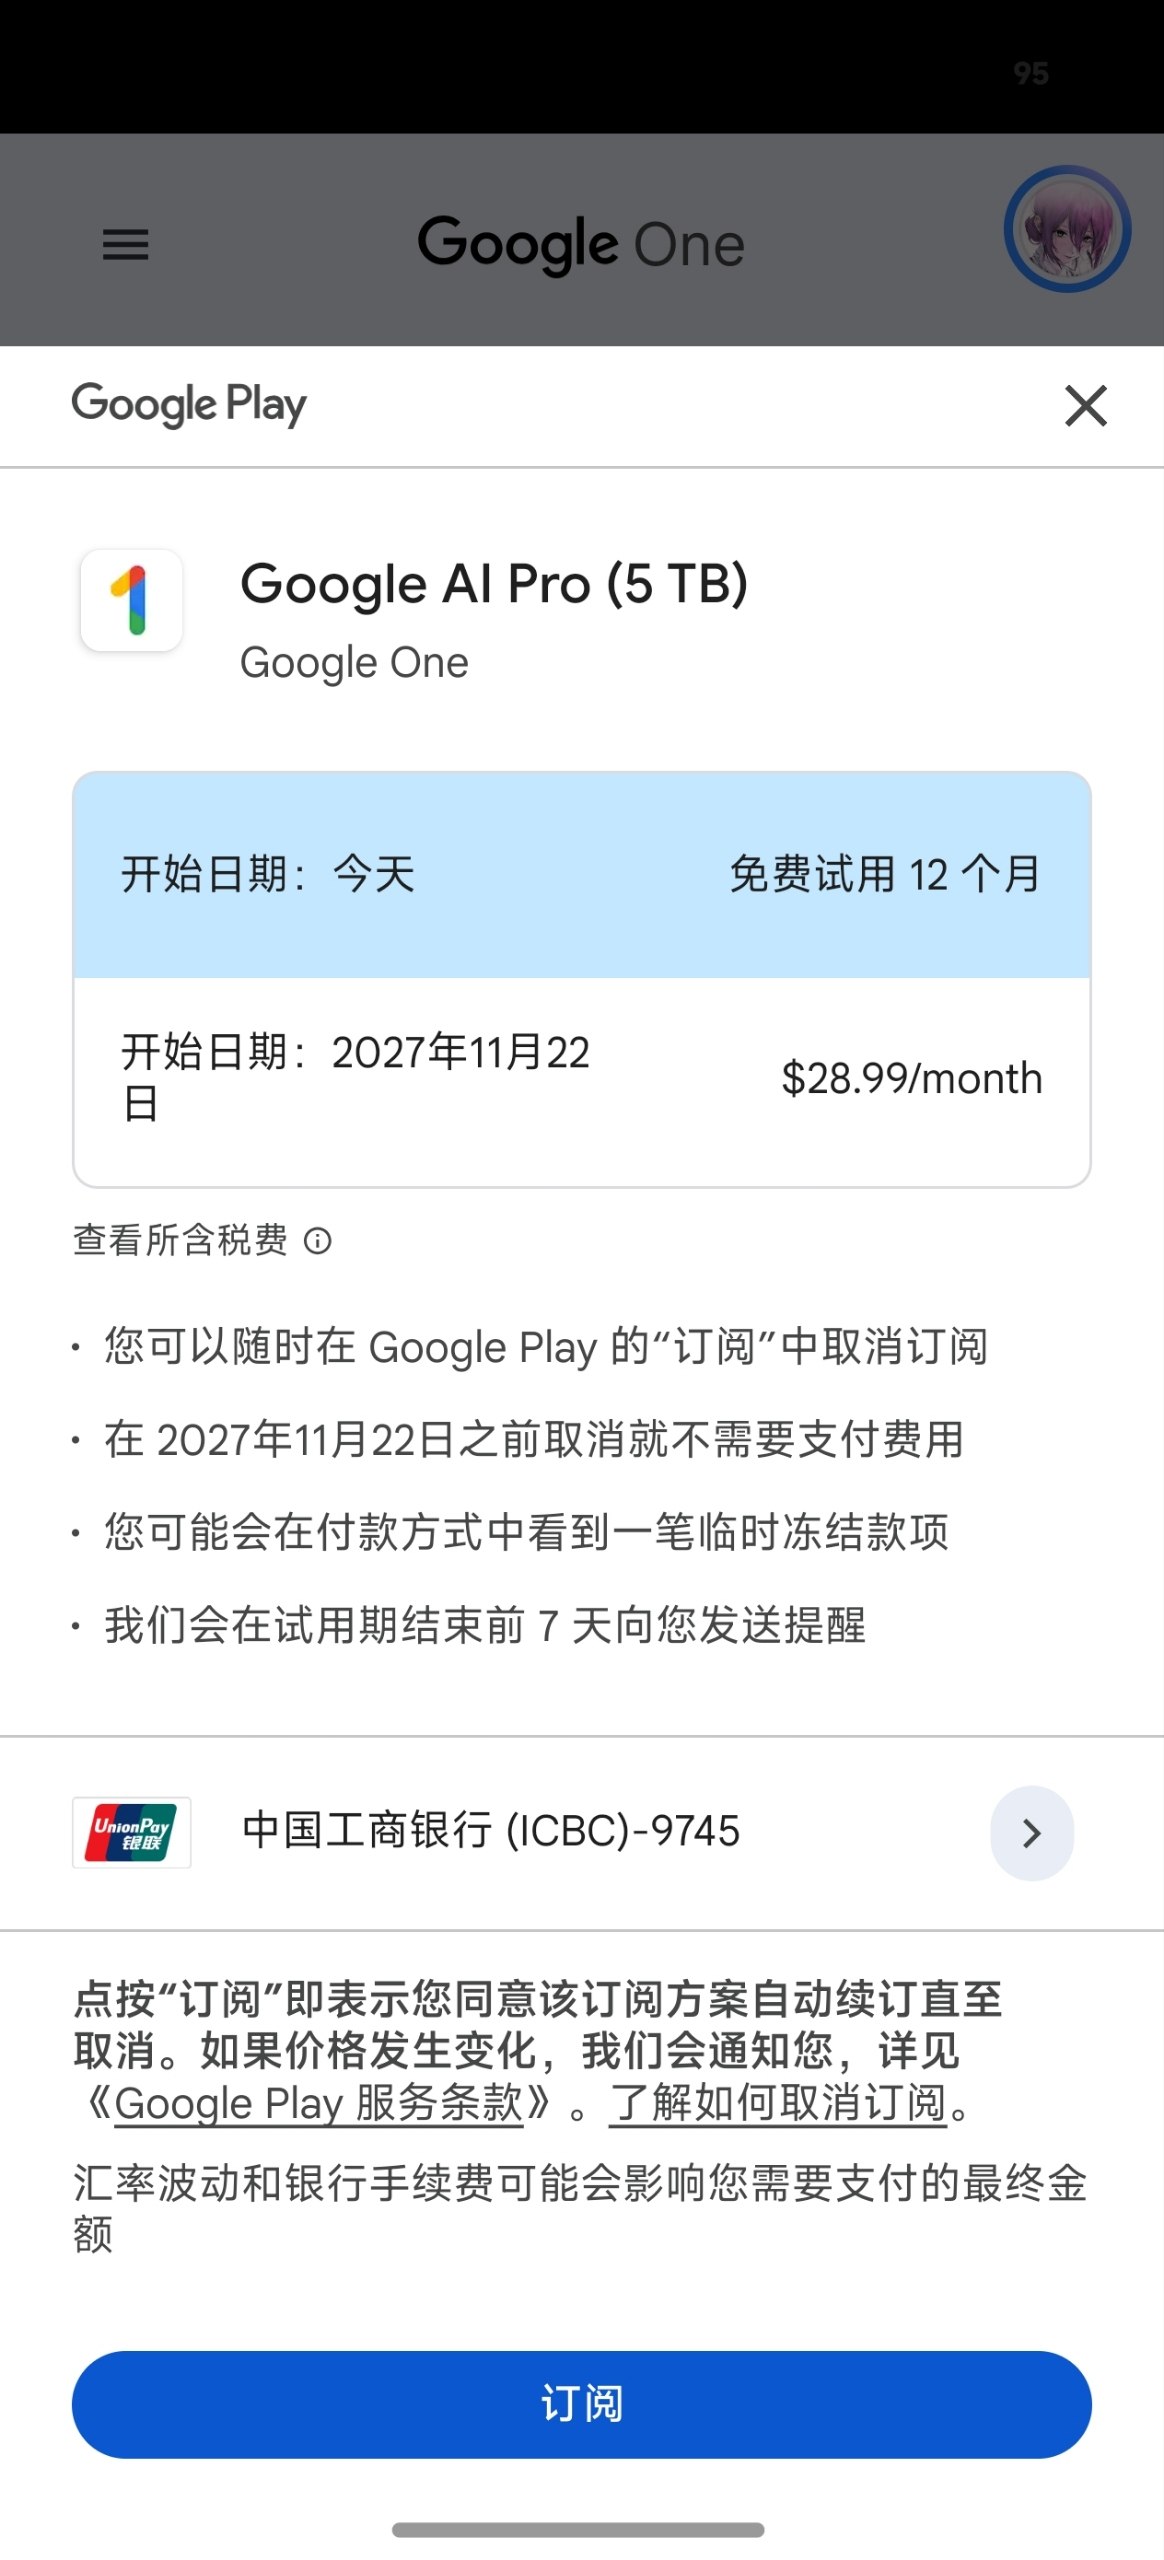 95
Google One
Google Play
Google AI Pro (5 TB)
Google One
开始日期：今天
免费试用 12 个月
开始日期：2027年11月22
日
$28.99/month
查看所含税费
• 您可以随时在 Google Play 的“订阅”中取消订阅
• 在 2027年11月22日之前取消就不需要支付费用
• 您可能会在付款方式中看到一笔临时冻结款项
• 我们会在试用期结束前 7 天向您发送提醒
UnionPay
银联
中国工商银行 (ICBC)-9745
点按“订阅”即表示您同意该订阅方案自动续订直至
取消。如果价格发生变化，我们会通知您，详见
《Google Play 服务条款》。了解如何取消订阅。
汇率波动和银行手续费可能会影响您需要支付的最终金
额
订阅